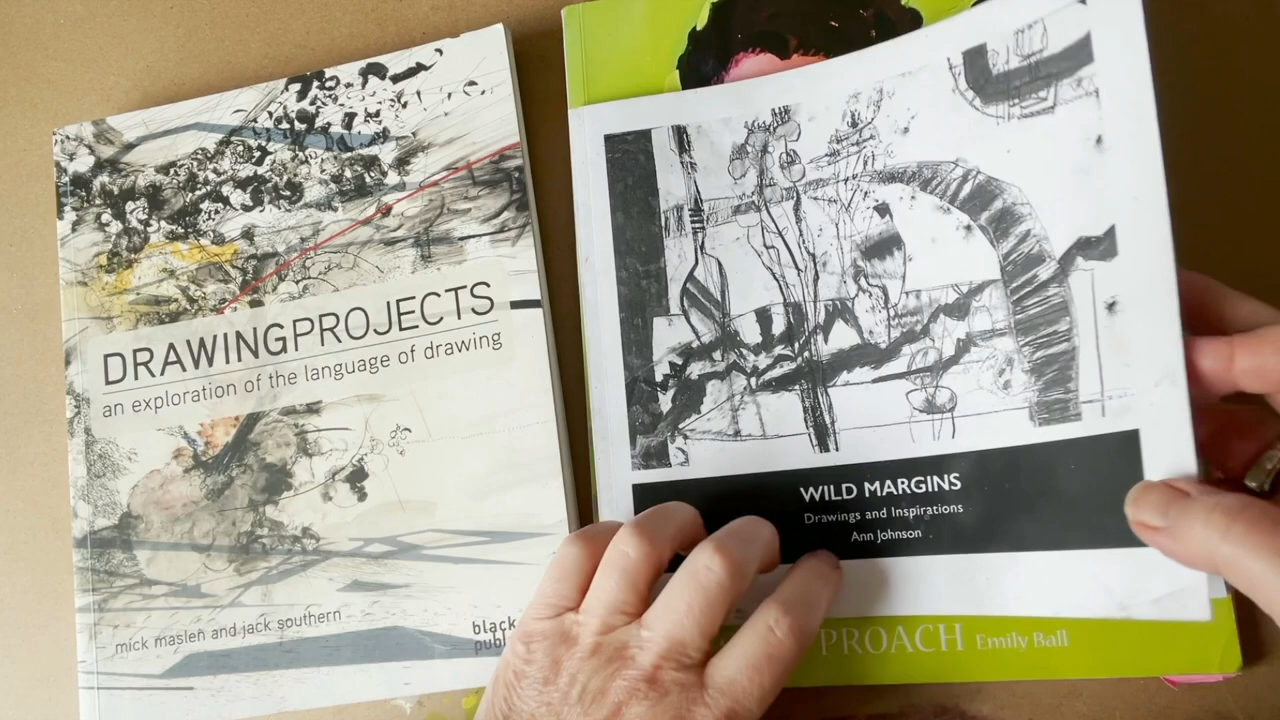 DRAWINGPROJECTS
an exploration of the language of drawing
mick maslen and jack southern
black
publ
WILD MARGINS
Drawings and Inspirations
Ann Johnson
PROACH Emily Ball